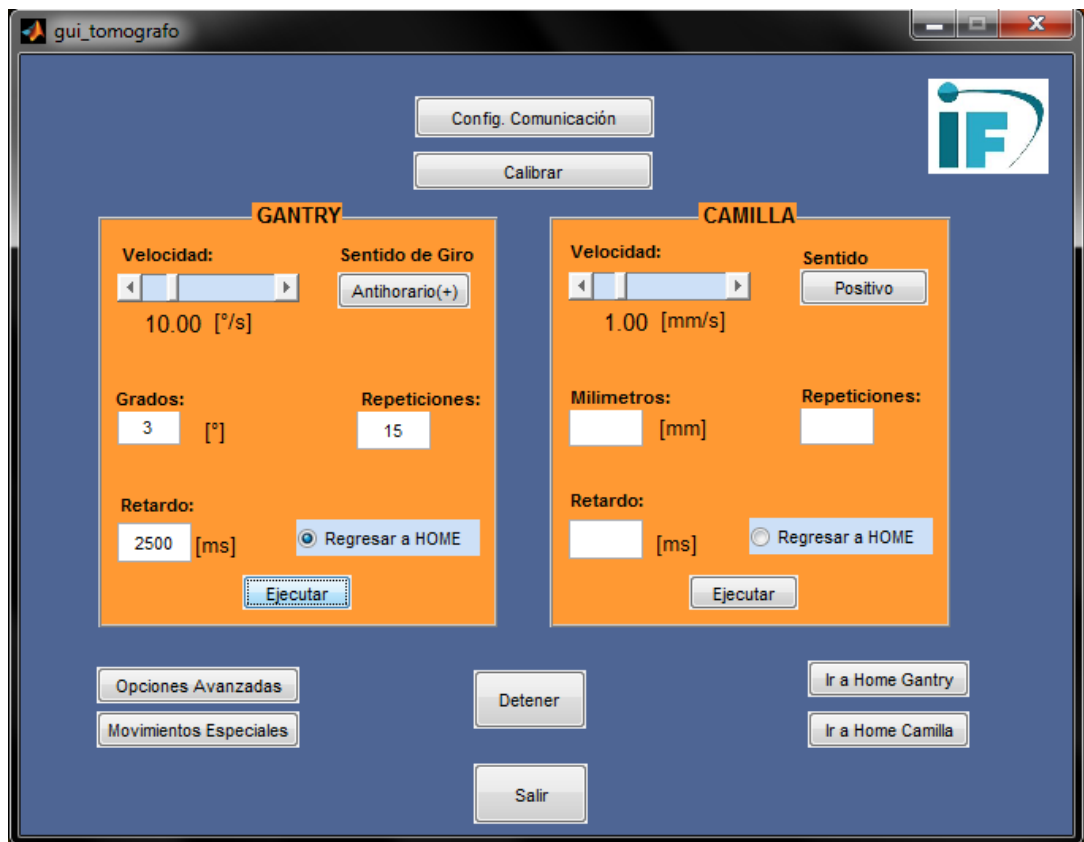 gui_tomografo
Config. Comunicación
Calibrar
iF
GANTRY
Velocidad:
Sentido de Giro
Antihorario(+)
10.00 [°/s]
Grados:
Repeticiones:
3 [°]
15
Retardo:
2500 [ms]
Regresar a HOME
Ejecutar
CAMILLA
Velocidad:
Sentido
Positivo
1.00 [mm/s]
Milimetros:
Repeticiones:
[mm]
Retardo:
[ms]
Regresar a HOME
Ejecutar
Opciones Avanzadas
Movimientos Especiales
Detener
Salir
Ir a Home Gantry
Ir a Home Camilla